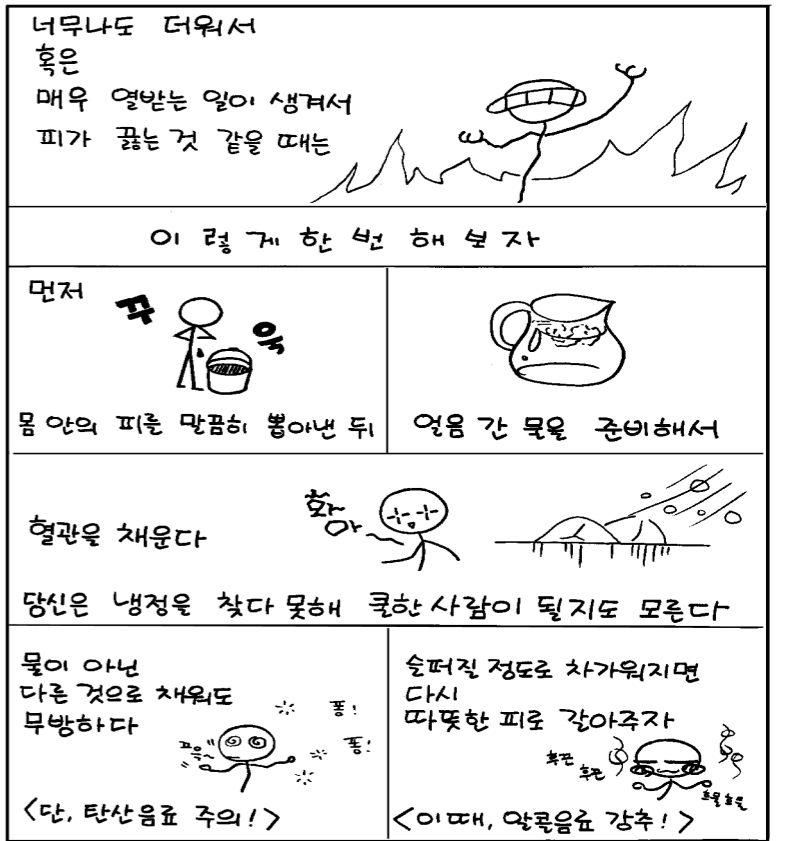 너무나도 더워서
혹은
매우 열받는 일이 생겨서
피가 끓는 것 같을 때는
이렇게 한번 해보자
먼저
꾸
욱
몸 안의 피를 말끔히 뽑아낸 뒤
얼음 간 물을 준비해서
화
아
혈관을 채운다
당신은 냉정을 찾다 못해 쿨한 사람이 될지도 모른다
물이 아닌
다른 것으로 채워도
무방하다
퐁!
퐁!
끄윽~
<단, 탄산음료 주의!>
슬퍼질 정도로 차가워지면
다시
따뜻한 피로 갈아주자
후끈
후끈
흐물흐물
<이때, 알콜음료 강추!>